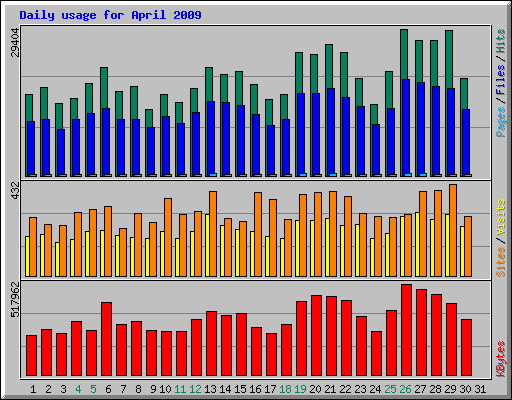 Daily usage for April 2009
29404
Pages / Files / Hits
432
Sites / Visits
517962
KBytes
1 2 3 4 5 6 7 8 9 10 11 12 13 14 15 16 17 18 19 20 21 22 23 24 25 26 27 28 29 30 31